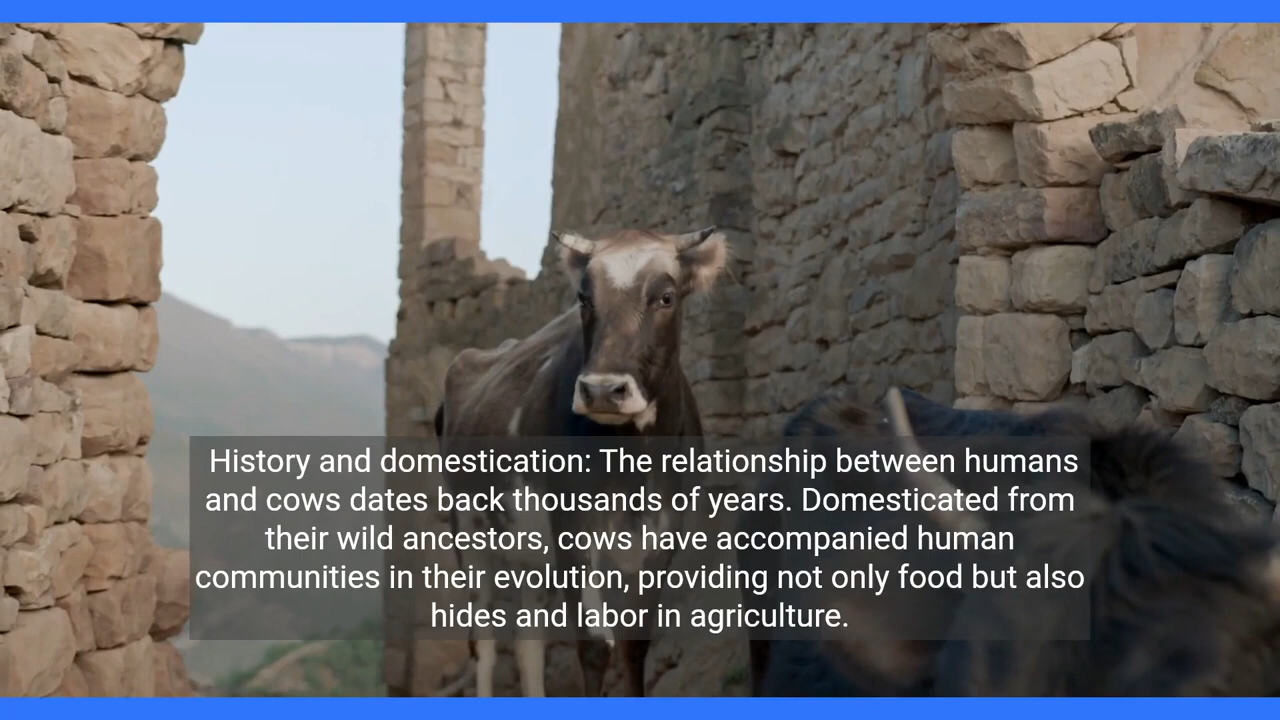 History and domestication: The relationship between humans
and cows dates back thousands of years. Domesticated from
their wild ancestors, cows have accompanied human
communities in their evolution, providing not only food but also
hides and labor in agriculture.